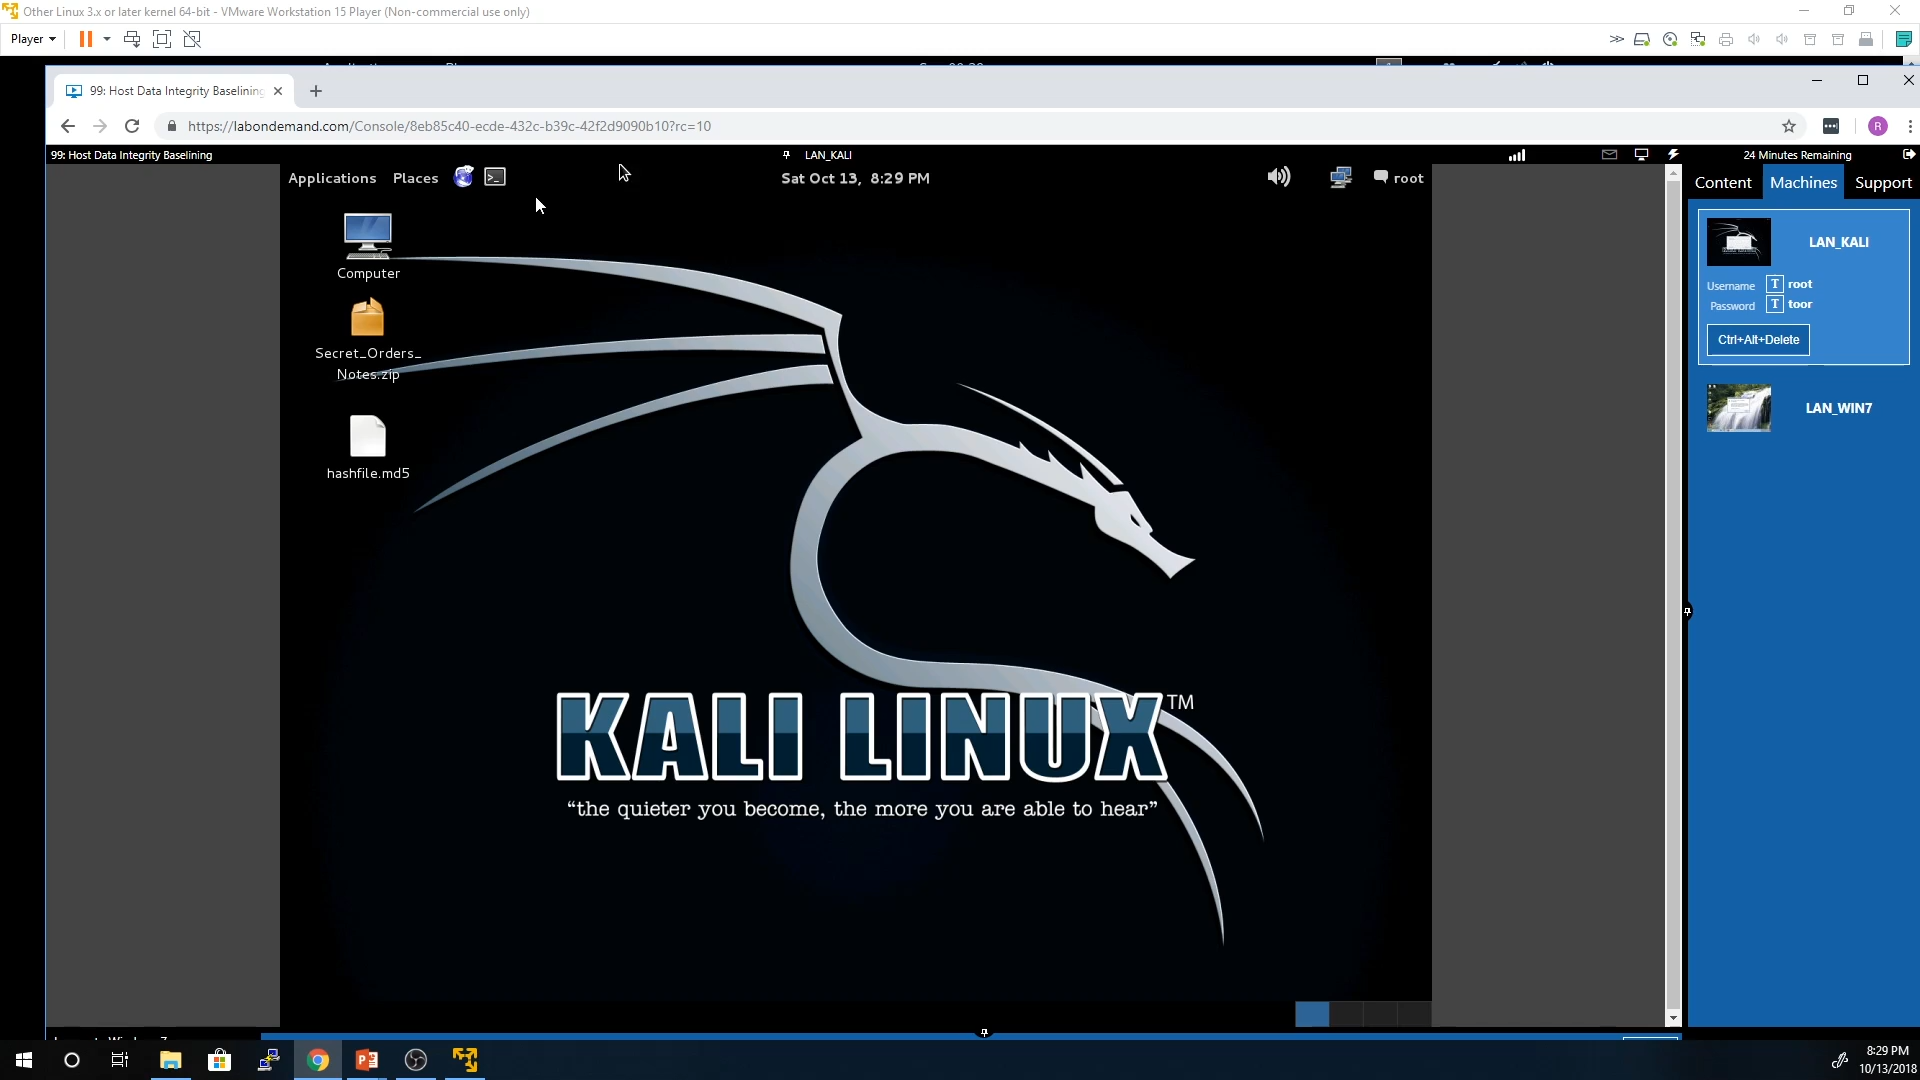 Other Linux 3.x or later kernel 64-bit - VMware Workstation 15 Player (Non-commercial use only)
Player
99: Host Data Integrity Baselining
https://labondemand.com/Console/8eb85c40-ecde-432c-b39c-42f2d9090b10?rc=10
R
99: Host Data Integrity Baselining
LAN_KALI
24 Minutes Remaining
Applications Places
Sat Oct 13, 8:29 PM
root
Content Machines Support
Computer
Secret_Orders_
Notes.zip
hashfile.md5
LAN_KALI
Username T root
Password T toor
Ctrl+Alt+Delete
LAN_WIN7
KALI LINUX TM
“the quieter you become, the more you are able to hear”
8:29 PM
10/13/2018